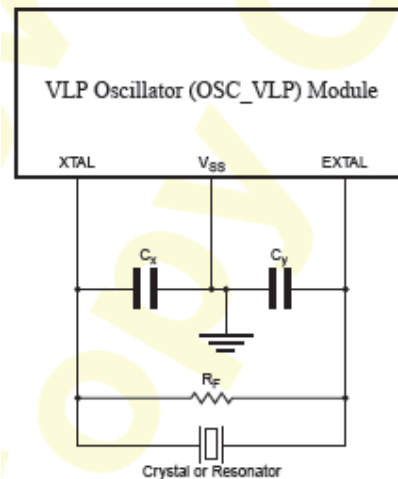 VLP Oscillator (OSC_VLP) Module
XTAL VSS EXTAL
Cx Cy
RF
Crystal or Resonator